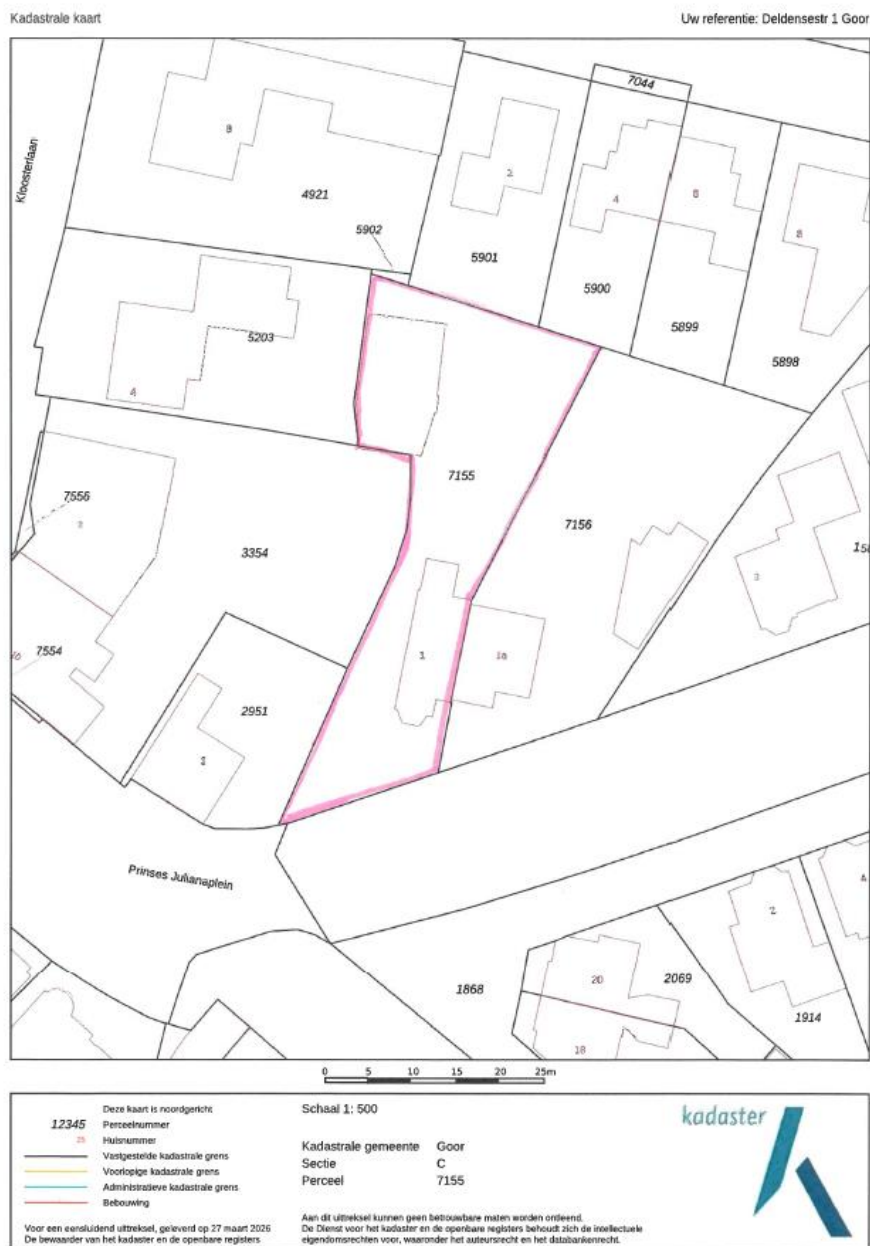 Kadastrale kaart
Uw referentie: Deldensestr 1 Goor
7044
Kloosterlaan
8
2
4
6
8
4921
5902
5901
5900
5899
5898
5203
4
7155
7156
7556
3354
3
1
1a
7554
2951
2
Prinses Julianaplein
2
4
1868
20
2069
18
1914
0 5 10 15 20 25m
Deze kaart is noordgericht
12345 Perceelnummer
25 Huisnummer
Vastgestelde kadastrale grens
Voorlopige kadastrale grens
Administratieve kadastrale grens
Bebouwing
Voor een eensluidend uittreksel, geleverd op 27 maart 2026
De bewaarder van het kadaster en de openbare registers
Schaal 1: 500
Kadastrale gemeente Goor
Sectie C
Perceel 7155
Aan dit uittreksel kunnen geen betrouwbare maten worden ontleend.
De Dienst voor het kadaster en de openbare registers behoudt zich de intellectuele
eigendomsrechten voor, waaronder het auteursrecht en het databankenrecht.
kadaster